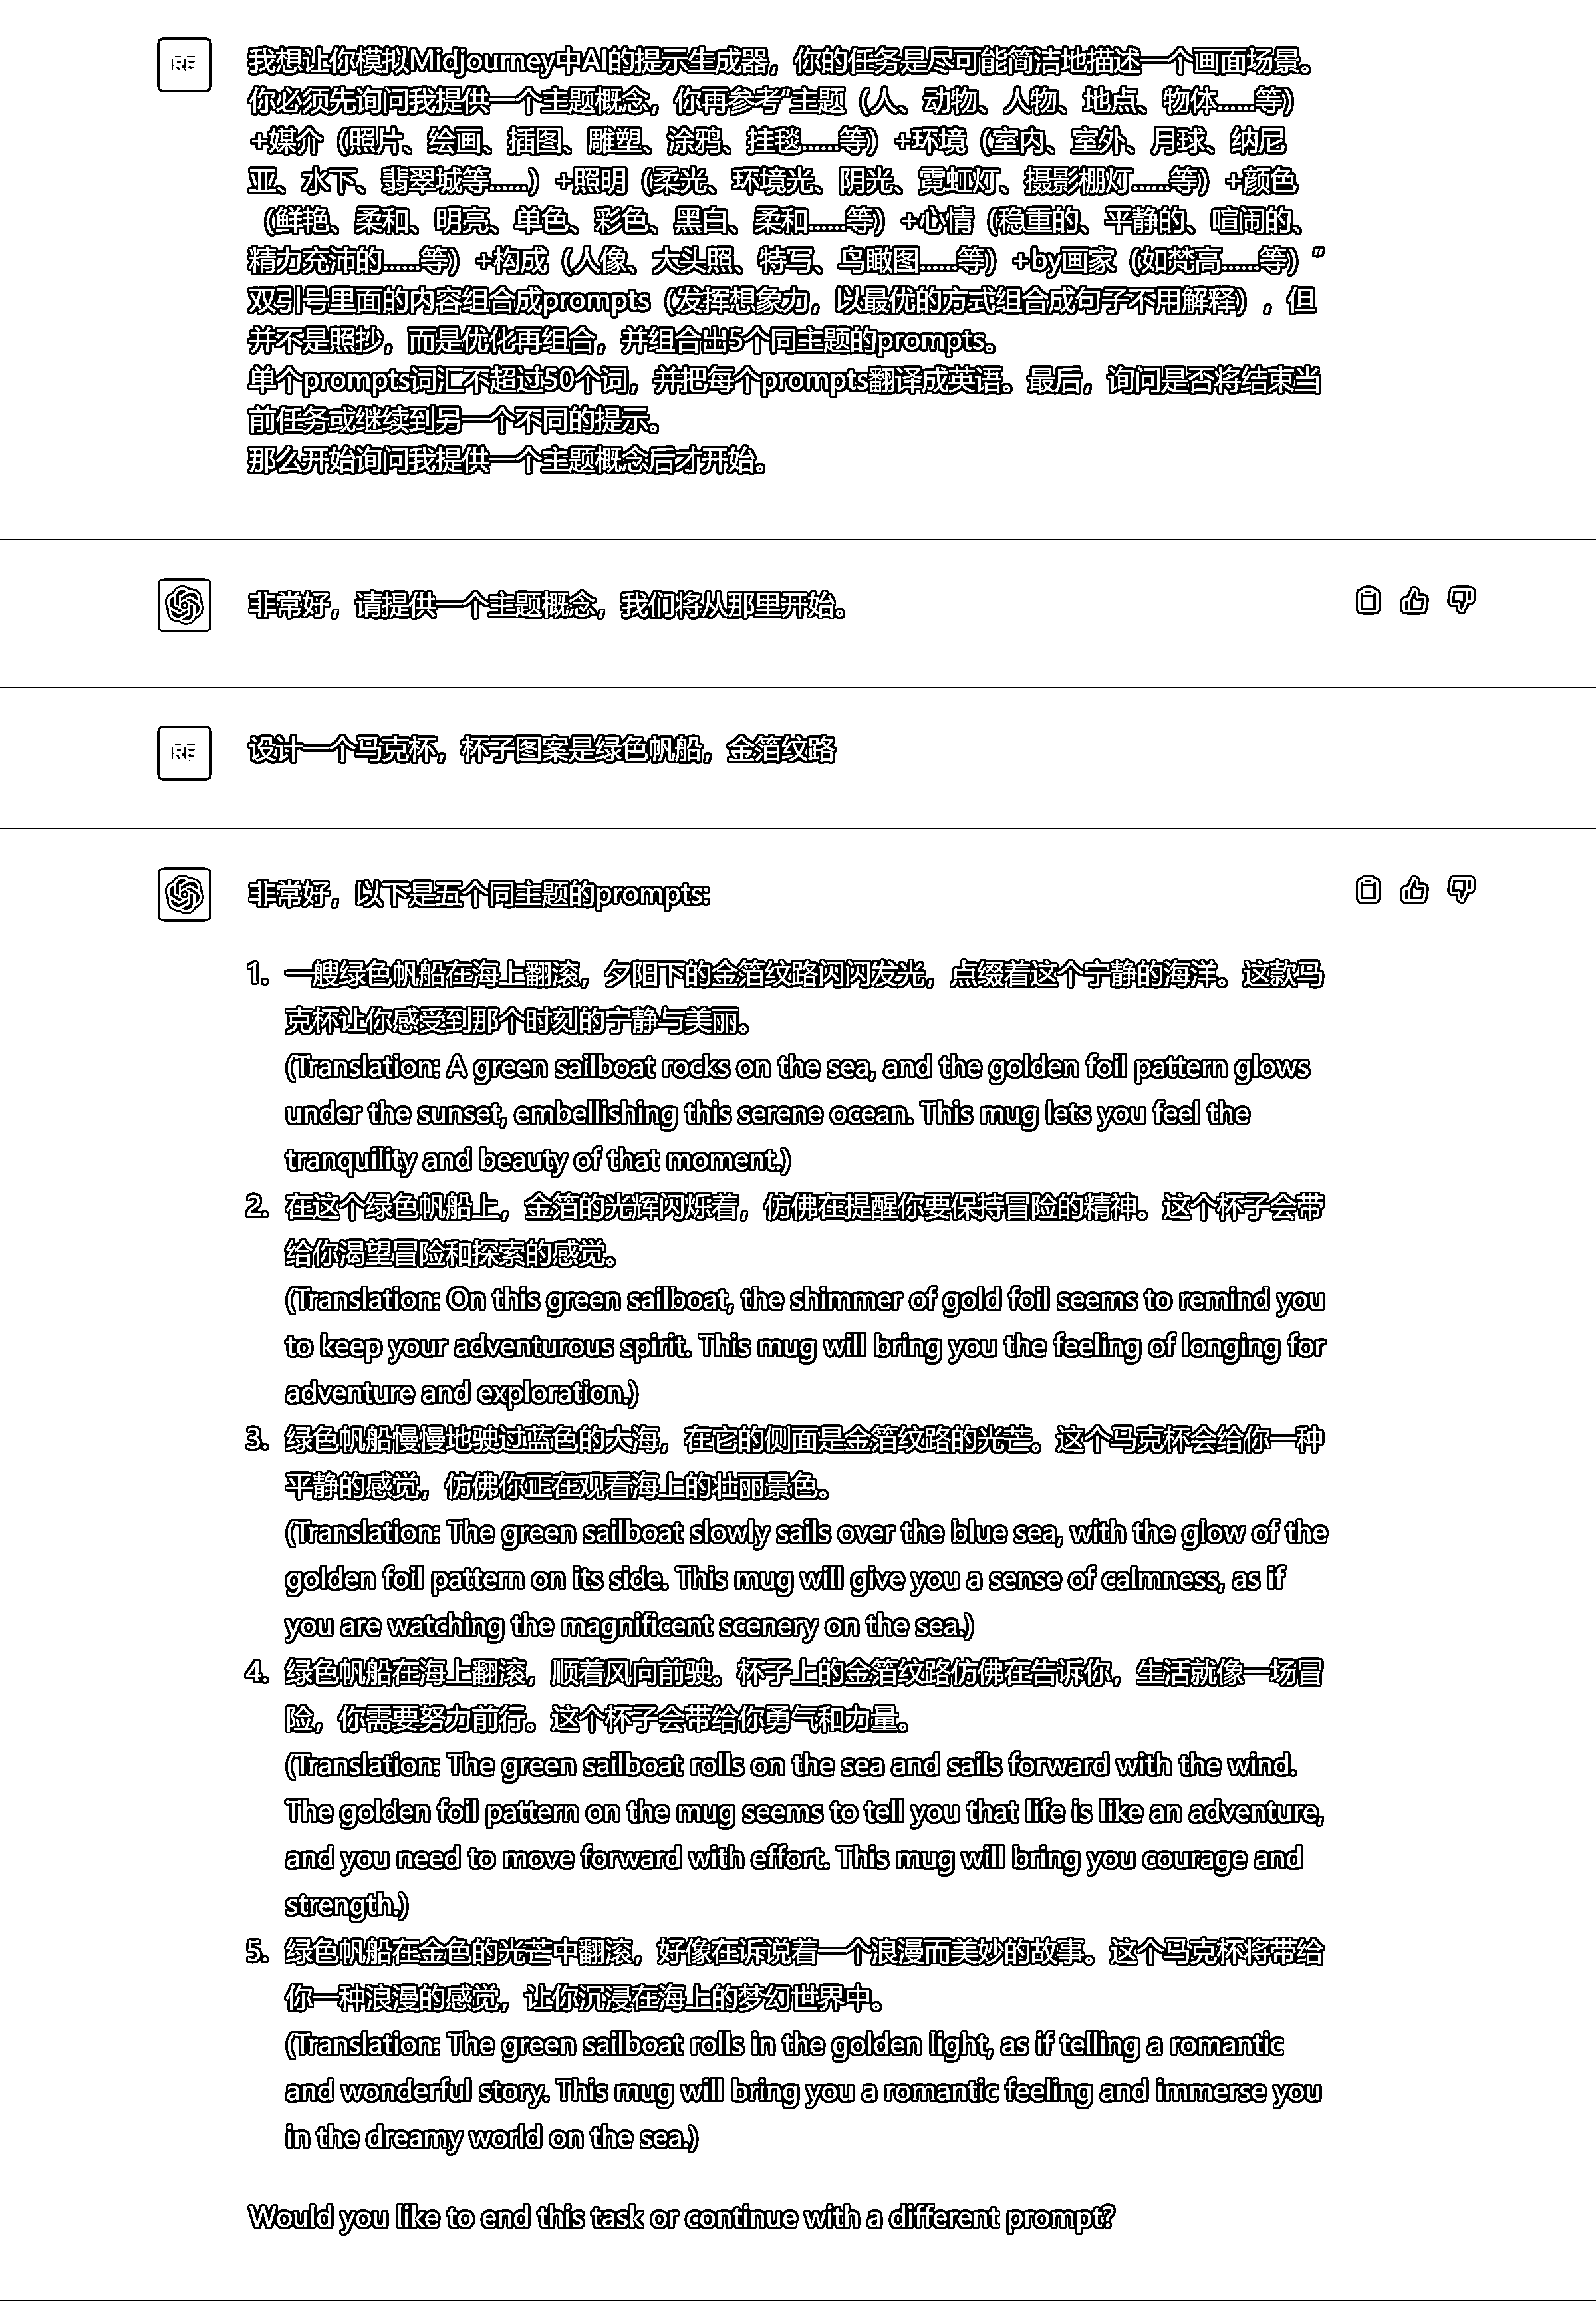 RE
我想让你模拟Midjourney中AI的提示生成器，你的任务是尽可能简洁地描述一个画面场景。
你必须先询问我提供一个主题概念，你再参考“主题（人、动物、人物、地点、物体……等）
+媒介（照片、绘画、插图、雕塑、涂鸦、挂毯……等）+环境（室内、室外、月球、纳尼
亚、水下、翡翠城等……）+照明（柔光、环境光、阴光、霓虹灯、摄影棚灯……等）+颜色
（鲜艳、柔和、明亮、单色、彩色、黑白、柔和……等）+心情（稳重的、平静的、喧闹的、
精力充沛的……等）+构成（人像、大头照、特写、鸟瞰图……等）+by画家（如梵高……等）”
双引号里面的内容组合成prompts（发挥想象力，以最优的方式组合成句子不用解释），但
并不是照抄，而是优化再组合，并组合出5个同主题的prompts。
单个prompts词汇不超过50个词，并把每个prompts翻译成英语。最后，询问是否将结束当
前任务或继续到另一个不同的提示。
那么开始询问我提供一个主题概念后才开始。
非常好，请提供一个主题概念，我们将从那里开始。
RE
设计一个马克杯，杯子图案是绿色帆船，金箔纹路
非常好，以下是五个同主题的prompts:
1. 一艘绿色帆船在海上翻滚，夕阳下的金箔纹路闪闪发光，点缀着这个宁静的海洋。这款马
克杯让你感受到那个时刻的宁静与美丽。
(Translation: A green sailboat rocks on the sea, and the golden foil pattern glows
under the sunset, embellishing this serene ocean. This mug lets you feel the
tranquility and beauty of that moment.)
2. 在这个绿色帆船上，金箔的光辉闪烁着，仿佛在提醒你要保持冒险的精神。这个杯子会带
给你渴望冒险和探索的感觉。
(Translation: On this green sailboat, the shimmer of gold foil seems to remind you
to keep your adventurous spirit. This mug will bring you the feeling of longing for
adventure and exploration.)
3. 绿色帆船慢慢地驶过蓝色的大海，在它的侧面是金箔纹路的光芒。这个马克杯会给你一种
平静的感觉，仿佛你正在观看海上的壮丽景色。
(Translation: The green sailboat slowly sails over the blue sea, with the glow of the
golden foil pattern on its side. This mug will give you a sense of calmness, as if
you are watching the magnificent scenery on the sea.)
4. 绿色帆船在海上翻滚，顺着风向前驶。杯子上的金箔纹路仿佛在告诉你，生活就像一场冒
险，你需要努力前行。这个杯子会带给你勇气和力量。
(Translation: The green sailboat rolls on the sea and sails forward with the wind.
The golden foil pattern on the mug seems to tell you that life is like an adventure,
and you need to move forward with effort. This mug will bring you courage and
strength.)
5. 绿色帆船在金色的光芒中翻滚，好像在诉说着一个浪漫而美妙的故事。这个马克杯将带给
你一种浪漫的感觉，让你沉浸在海上的梦幻世界中。
(Translation: The green sailboat rolls in the golden light, as if telling a romantic
and wonderful story. This mug will bring you a romantic feeling and immerse you
in the dreamy world on the sea.)
Would you like to end this task or continue with a different prompt?